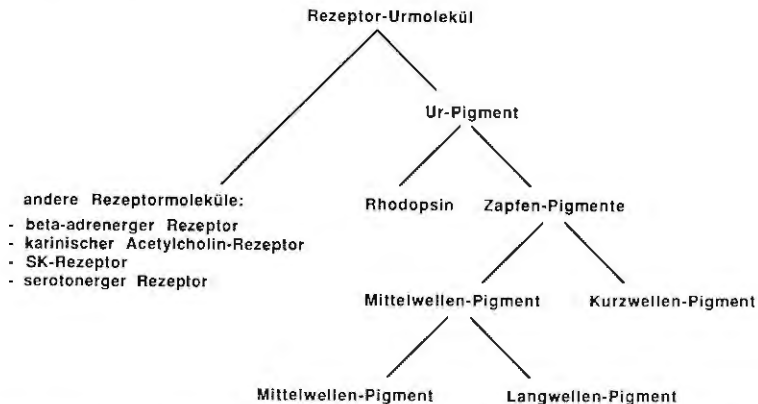 Rezeptor-Urmolekül
Ur-Pigment
andere Rezeptormoleküle:
- beta-adrenerger Rezeptor
- karinischer Acetylcholin-Rezeptor
- SK-Rezeptor
- serotonerger Rezeptor
Rhodopsin Zapfen-Pigmente
Mittelwellen-Pigment Kurzwellen-Pigment
Mittelwellen-Pigment Langwellen-Pigment